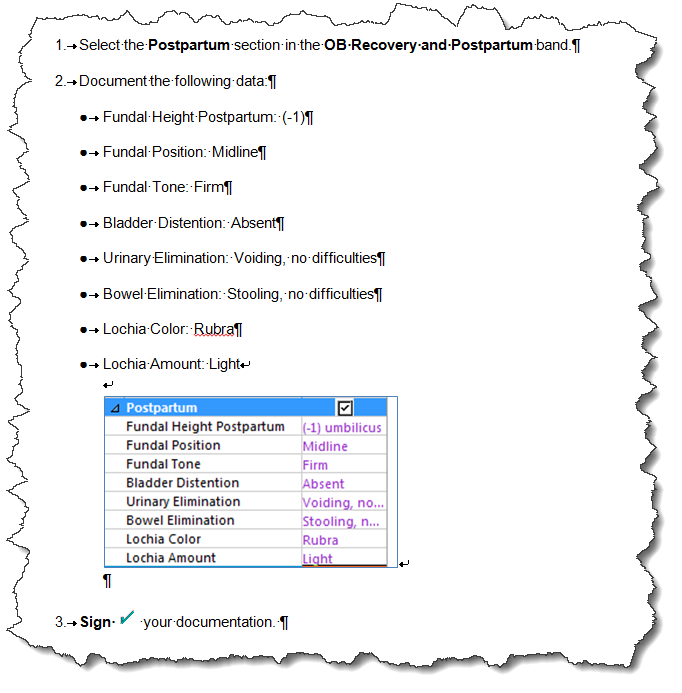 1. Select the Postpartum section in the OB Recovery and Postpartum band.¶
2. Document the following data:¶
● Fundal Height Postpartum: (-1)¶
● Fundal Position: Midline¶
● Fundal Tone: Firm¶
● Bladder Distention: Absent¶
● Urinary Elimination: Voiding, no difficulties¶
● Bowel Elimination: Stooling, no difficulties¶
● Lochia Color: Rubra¶
● Lochia Amount: Light
Postpartum
Fundal Height Postpartum (-1) umbilicus
Fundal Position Midline
Fundal Tone Firm
Bladder Distention Absent
Urinary Elimination Voiding, no...
Bowel Elimination Stooling, n...
Lochia Color Rubra
Lochia Amount Light
¶
3. Sign ✓ your documentation. ¶